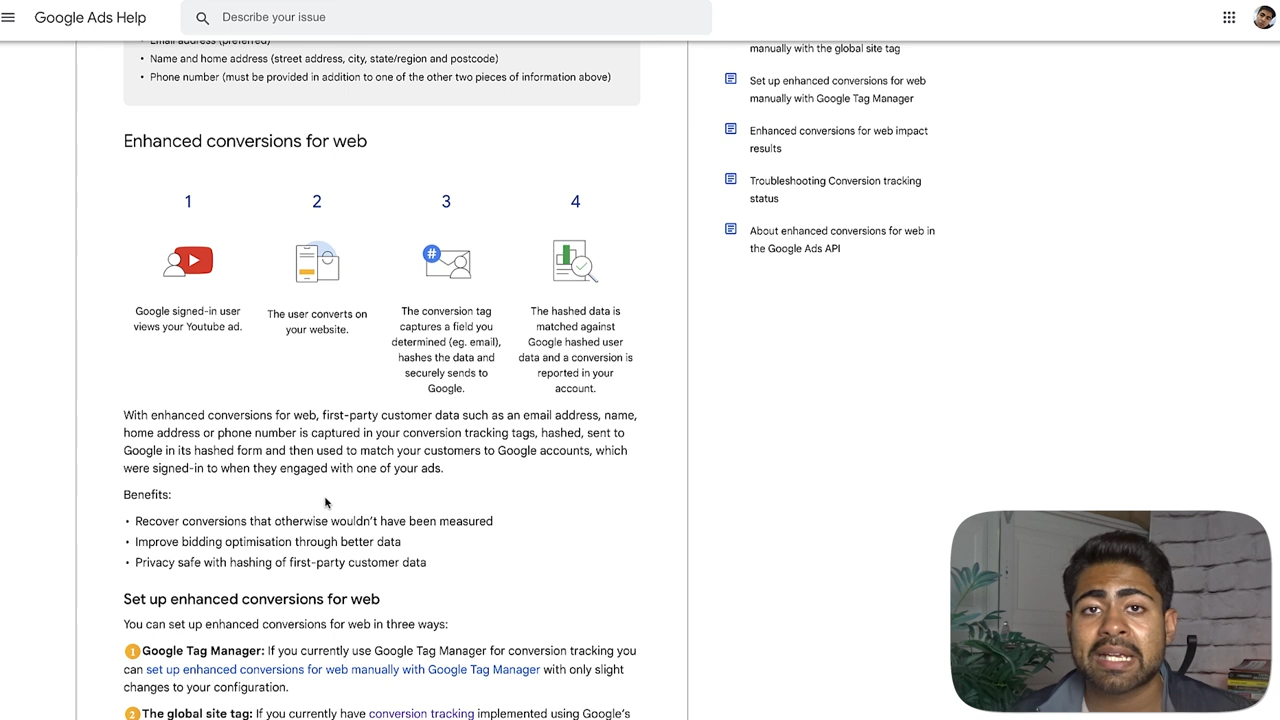 Google Ads Help
Describe your issue
• Email address (preferred)
• Name and home address (street address, city, state/region and postcode)
• Phone number (must be provided in addition to one of the other two pieces of information above)
Enhanced conversions for web
1
Google signed-in user
views your Youtube ad.
2
The user converts on
your website.
3
#
The conversion tag
captures a field you
determined (eg. email),
hashes the data and
securely sends to
Google.
4
The hashed data is
matched against
Google hashed user
data and a conversion is
reported in your
account.
With enhanced conversions for web, first-party customer data such as an email address, name,
home address or phone number is captured in your conversion tracking tags, hashed, sent to
Google in its hashed form and then used to match your customers to Google accounts, which
were signed-in to when they engaged with one of your ads.
Benefits:
• Recover conversions that otherwise wouldn't have been measured
• Improve bidding optimisation through better data
• Privacy safe with hashing of first-party customer data
Set up enhanced conversions for web
You can set up enhanced conversions for web in three ways:
1 Google Tag Manager: If you currently use Google Tag Manager for conversion tracking you
can set up enhanced conversions for web manually with Google Tag Manager with only slight
changes to your configuration.
2 The global site tag: If you currently have conversion tracking implemented using Google's
manually with the global site tag
Set up enhanced conversions for web
manually with Google Tag Manager
Enhanced conversions for web impact
results
Troubleshooting Conversion tracking
status
About enhanced conversions for web in
the Google Ads API